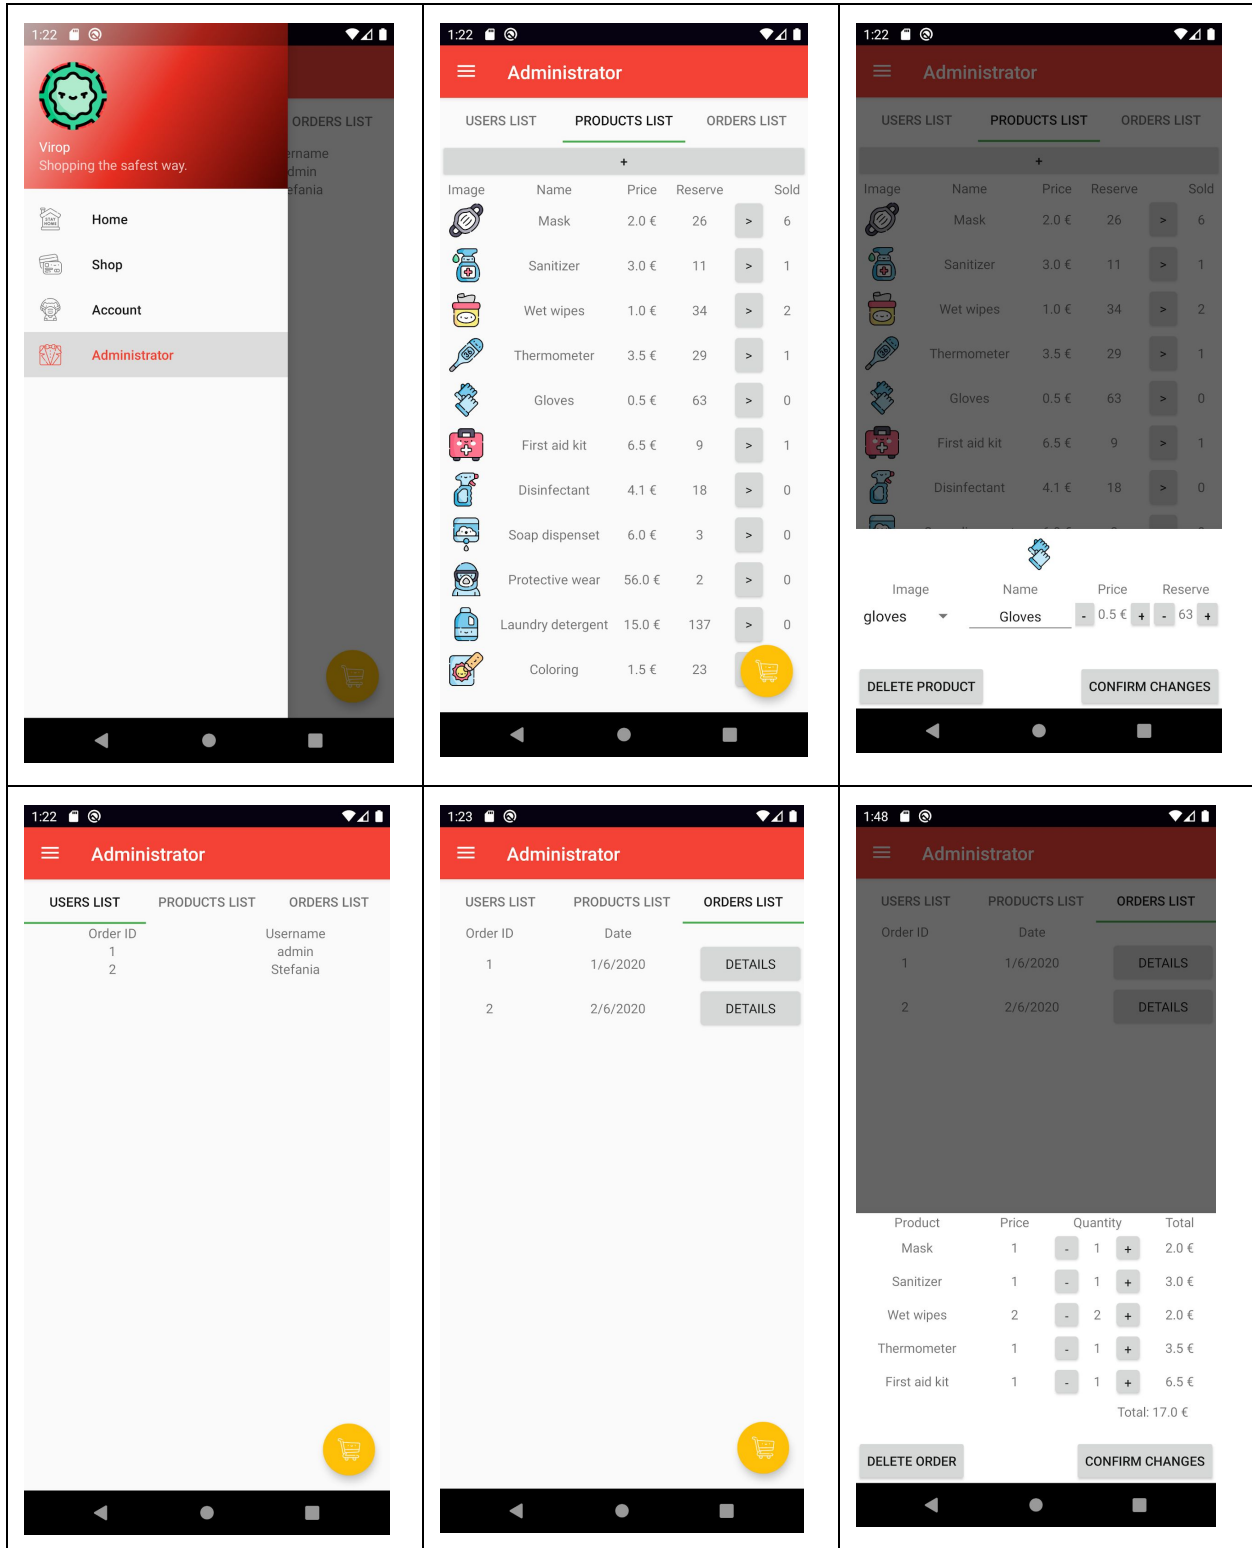 1:22
ORDERS LIST
Virop
Shopping the safest way.
ername
dmin
efania
Home
Shop
Account
Administrator
1:22
Administrator
USERS LIST PRODUCTS LIST ORDERS LIST
+
Image Name Price Reserve Sold
Mask 2.0 € 26 > 6
Sanitizer 3.0 € 11 > 1
Wet wipes 1.0 € 34 > 2
Thermometer 3.5 € 29 > 1
Gloves 0.5 € 63 > 0
First aid kit 6.5 € 9 > 1
Disinfectant 4.1 € 18 > 0
Soap dispenset 6.0 € 3 > 0
Protective wear 56.0 € 2 > 0
Laundry detergent 15.0 € 137 > 0
Coloring 1.5 € 23
1:22
Administrator
USERS LIST PRODUCTS LIST ORDERS LIST
+
Image Name Price Reserve Sold
Mask 2.0 € 26 > 6
Sanitizer 3.0 € 11 > 1
Wet wipes 1.0 € 34 > 2
Thermometer 3.5 € 29 > 1
Gloves 0.5 € 63 > 0
First aid kit 6.5 € 9 > 1
Disinfectant 4.1 € 18 > 0
Image Name Price Reserve
gloves Gloves - 0.5 € + - 63 +
DELETE PRODUCT CONFIRM CHANGES
1:22
Administrator
USERS LIST PRODUCTS LIST ORDERS LIST
Order ID Username
1 admin
2 Stefania
1:23
Administrator
USERS LIST PRODUCTS LIST ORDERS LIST
Order ID Date
1 1/6/2020 DETAILS
2 2/6/2020 DETAILS
1:48
Administrator
USERS LIST PRODUCTS LIST ORDERS LIST
Order ID Date
1 1/6/2020 DETAILS
2 2/6/2020 DETAILS
Product Price Quantity Total
Mask 1 - 1 + 2.0 €
Sanitizer 1 - 1 + 3.0 €
Wet wipes 2 - 2 + 2.0 €
Thermometer 1 - 1 + 3.5 €
First aid kit 1 - 1 + 6.5 €
Total: 17.0 €
DELETE ORDER CONFIRM CHANGES